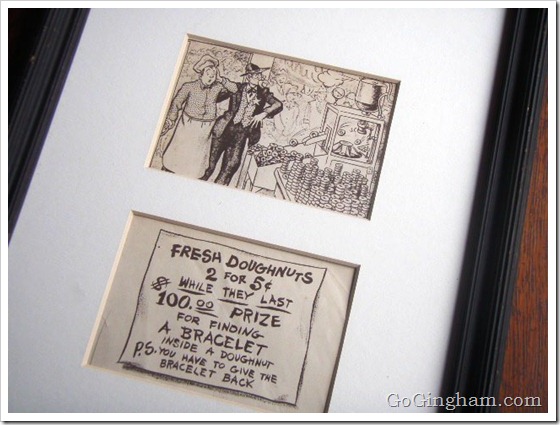 FRESH DOUGHNUTS
2 FOR 5¢
WHILE THEY LAST
$100.00 PRIZE
FOR FINDING
A BRACELET
INSIDE A DOUGHNUT
P.S. YOU HAVE TO GIVE THE
BRACELET BACK
GoGingham.com